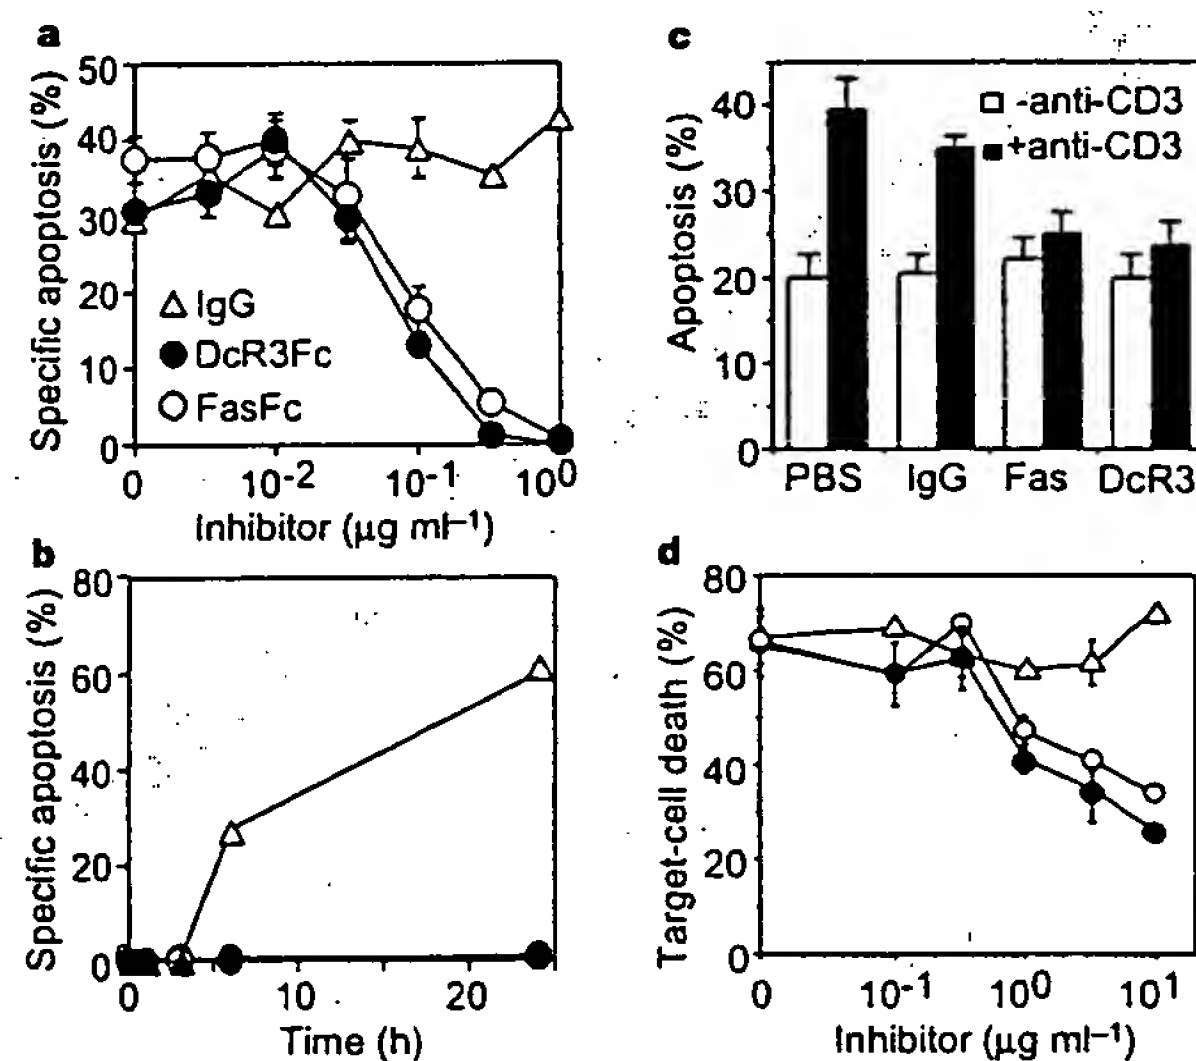 a
Specific apoptosis (%)
50
40
30
20
10
0
△ IgG
● DcR3Fc
○ FasFc
0 10⁻² 10⁻¹ 10⁰
Inhibitor (µg ml⁻¹)
b
Specific apoptosis (%)
80
60
40
20
0
0 10 20
Time (h)
c
Apoptosis (%)
40
30
20
0
□ -anti-CD3
■ +anti-CD3
PBS IgG Fas DcR3
d
Target-cell death (%)
80
60
40
20
0
0 10⁻¹ 10⁰ 10¹
Inhibitor (µg ml⁻¹)